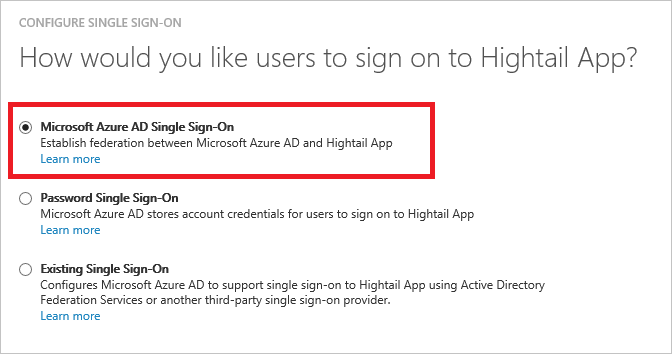 CONFIGURE SINGLE SIGN-ON
How would you like users to sign on to Hightail App?
Microsoft Azure AD Single Sign-On
Establish federation between Microsoft Azure AD and Hightail App
Learn more
Password Single Sign-On
Microsoft Azure AD stores account credentials for users to sign on to Hightail App
Learn more
Existing Single Sign-On
Configures Microsoft Azure AD to support single sign-on to Hightail App using Active Directory
Federation Services or another third-party single sign-on provider.
Learn more